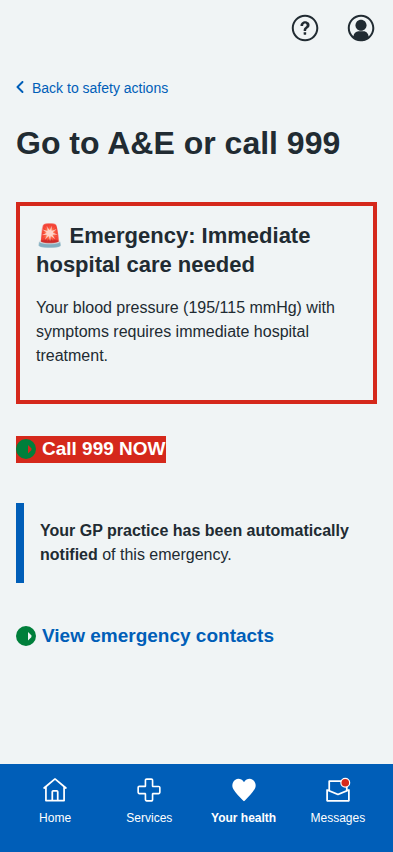 Back to safety actions
Go to A&E or call 999
🚨 Emergency: Immediate
hospital care needed
Your blood pressure (195/115 mmHg) with
symptoms requires immediate hospital
treatment.
Call 999 NOW
Your GP practice has been automatically
notified of this emergency.
View emergency contacts
Home
Services
Your health
Messages